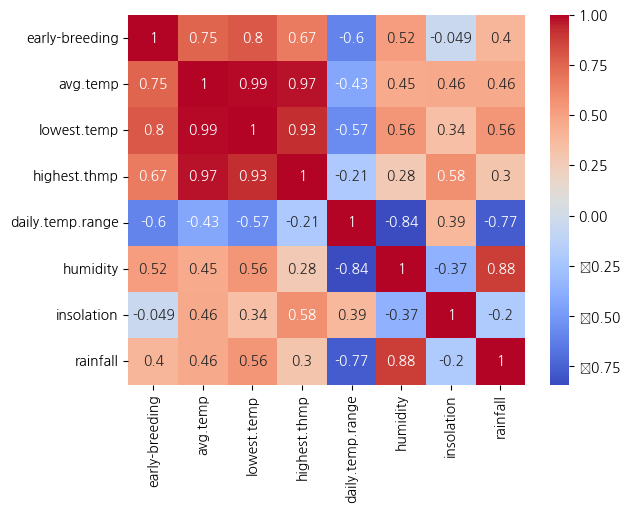 early-breeding 1 0.75 0.8 0.67 -0.6 0.52 -0.049 0.4
avg.temp 0.75 1 0.99 0.97 -0.43 0.45 0.46 0.46
lowest.temp 0.8 0.99 1 0.93 -0.57 0.56 0.34 0.56
highest.thmp 0.67 0.97 0.93 1 -0.21 0.28 0.58 0.3
daily.temp.range -0.6 -0.43 -0.57 -0.21 1 -0.84 0.39 -0.77
humidity 0.52 0.45 0.56 0.28 -0.84 1 -0.37 0.88
insolation -0.049 0.46 0.34 0.58 0.39 -0.37 1 -0.2
rainfall 0.4 0.46 0.56 0.3 -0.77 0.88 -0.2 1
early-breeding
avg.temp
lowest.temp
highest.thmp
daily.temp.range
humidity
insolation
rainfall
1.00
0.75
0.50
0.25
0.00
▯0.25
▯0.50
▯0.75